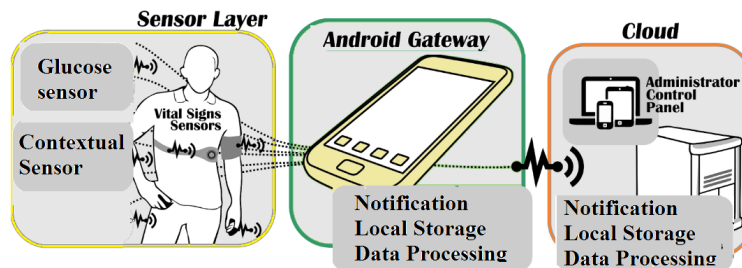 Sensor Layer
Glucose
sensor
Vital Signs
Sensors
Contextual
Sensor
Android Gateway
Notification
Local Storage
Data Processing
Cloud
Administrator
Control
Panel
Notification
Local Storage
Data Processing